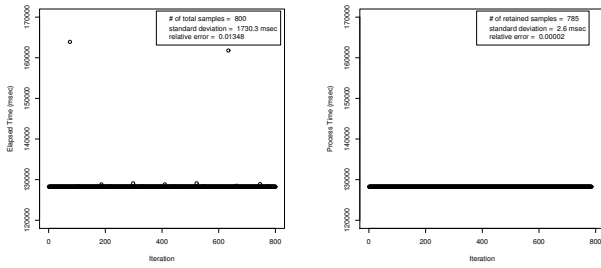 # of total samples = 800
standard deviation = 1730.3 msec
relative error = 0.01348
Elapsed Time (msec)
120000
130000
140000
150000
160000
170000
0
200
400
600
800
Iteration
# of retained samples = 785
standard deviation = 2.6 msec
relative error = 0.00002
Process Time (msec)
120000
130000
140000
150000
160000
170000
0
200
400
600
800
Iteration